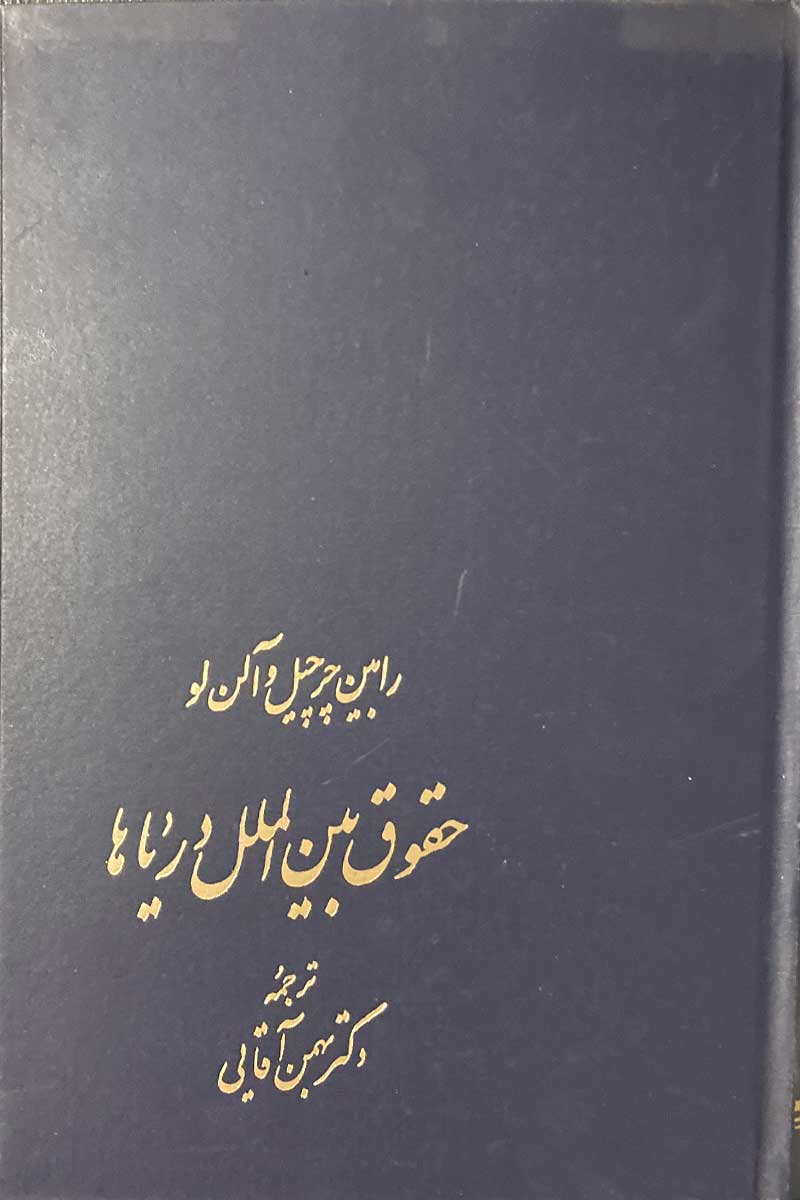 رابین چرچیل و آلن لو
حقوق بین الملل دریاها
ترجمهٔ
دکتر بهمن آقایی